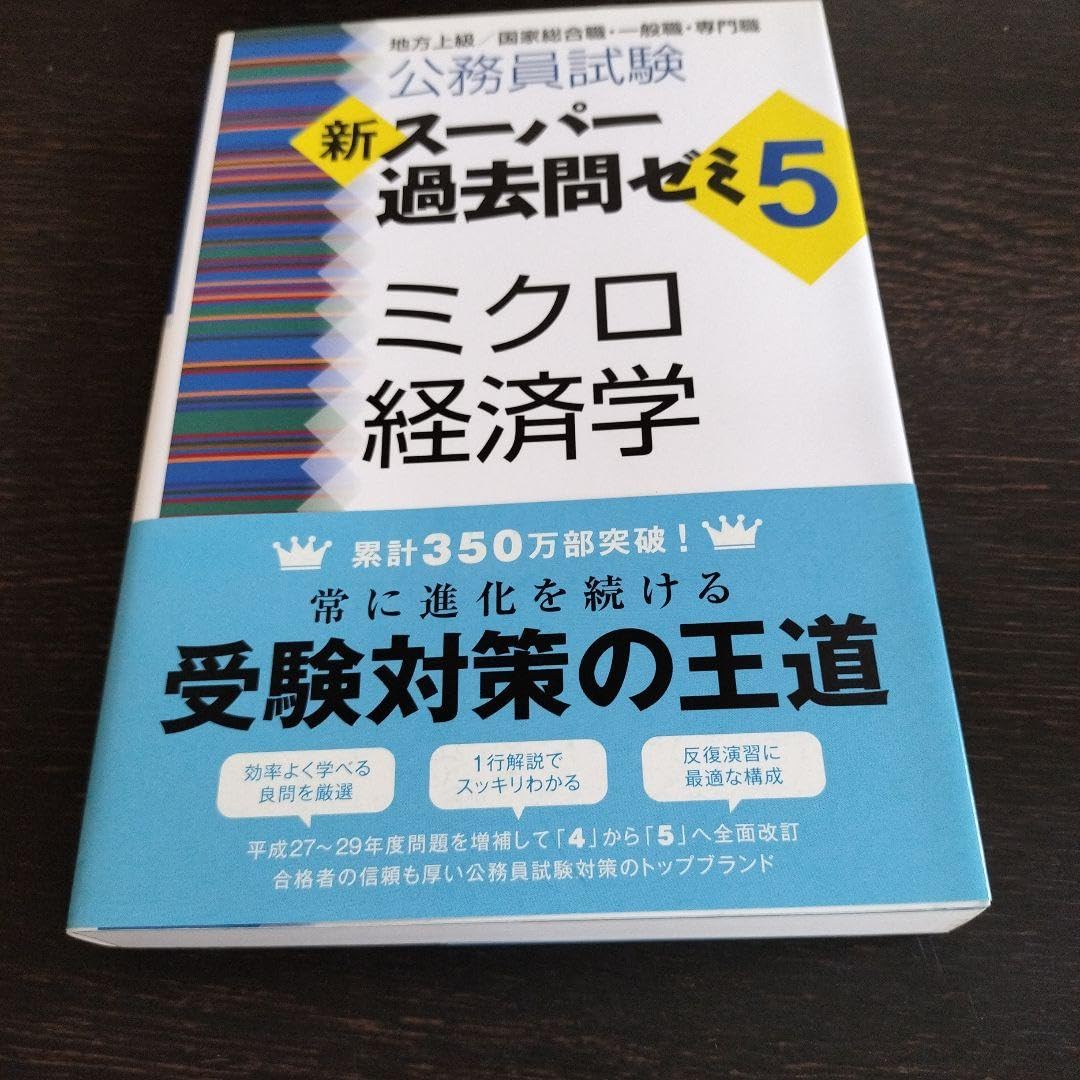 地方上級／国家総合職・一般職・専門職
公務員試験
新スーパー
過去問ゼミ5
ミクロ
経済学
累計350万部突破！
常に進化を続ける
受験対策の王道
効率よく学べる
良問を厳選
1行解説で
スッキリわかる
反復演習に
最適な構成
平成27〜29年度問題を増補して「4」から「5」へ全面改訂
合格者の信頼も厚い公務員試験対策のトップブランド